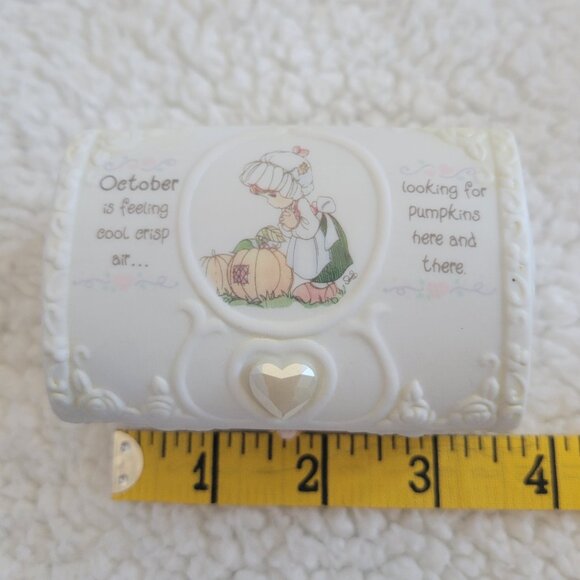 October
is feeling
cool crisp
air...
looking for
pumpkins
here and
there.
1 2 3 4